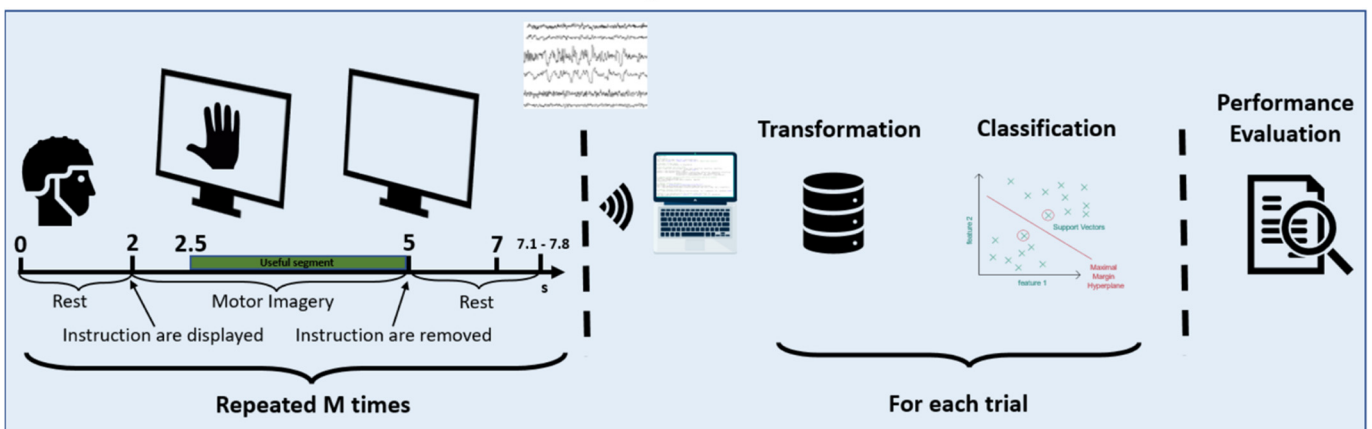 Transformation
Classification
Performance
Evaluation
0
2
2.5
5
7
7.1 - 7.8
Useful segment
s
Rest
Motor Imagery
Rest
Instruction are displayed
Instruction are removed
Repeated M times
feature 2
Support Vectors
Maximal
Margin
Hyperplane
feature 1
For each trial